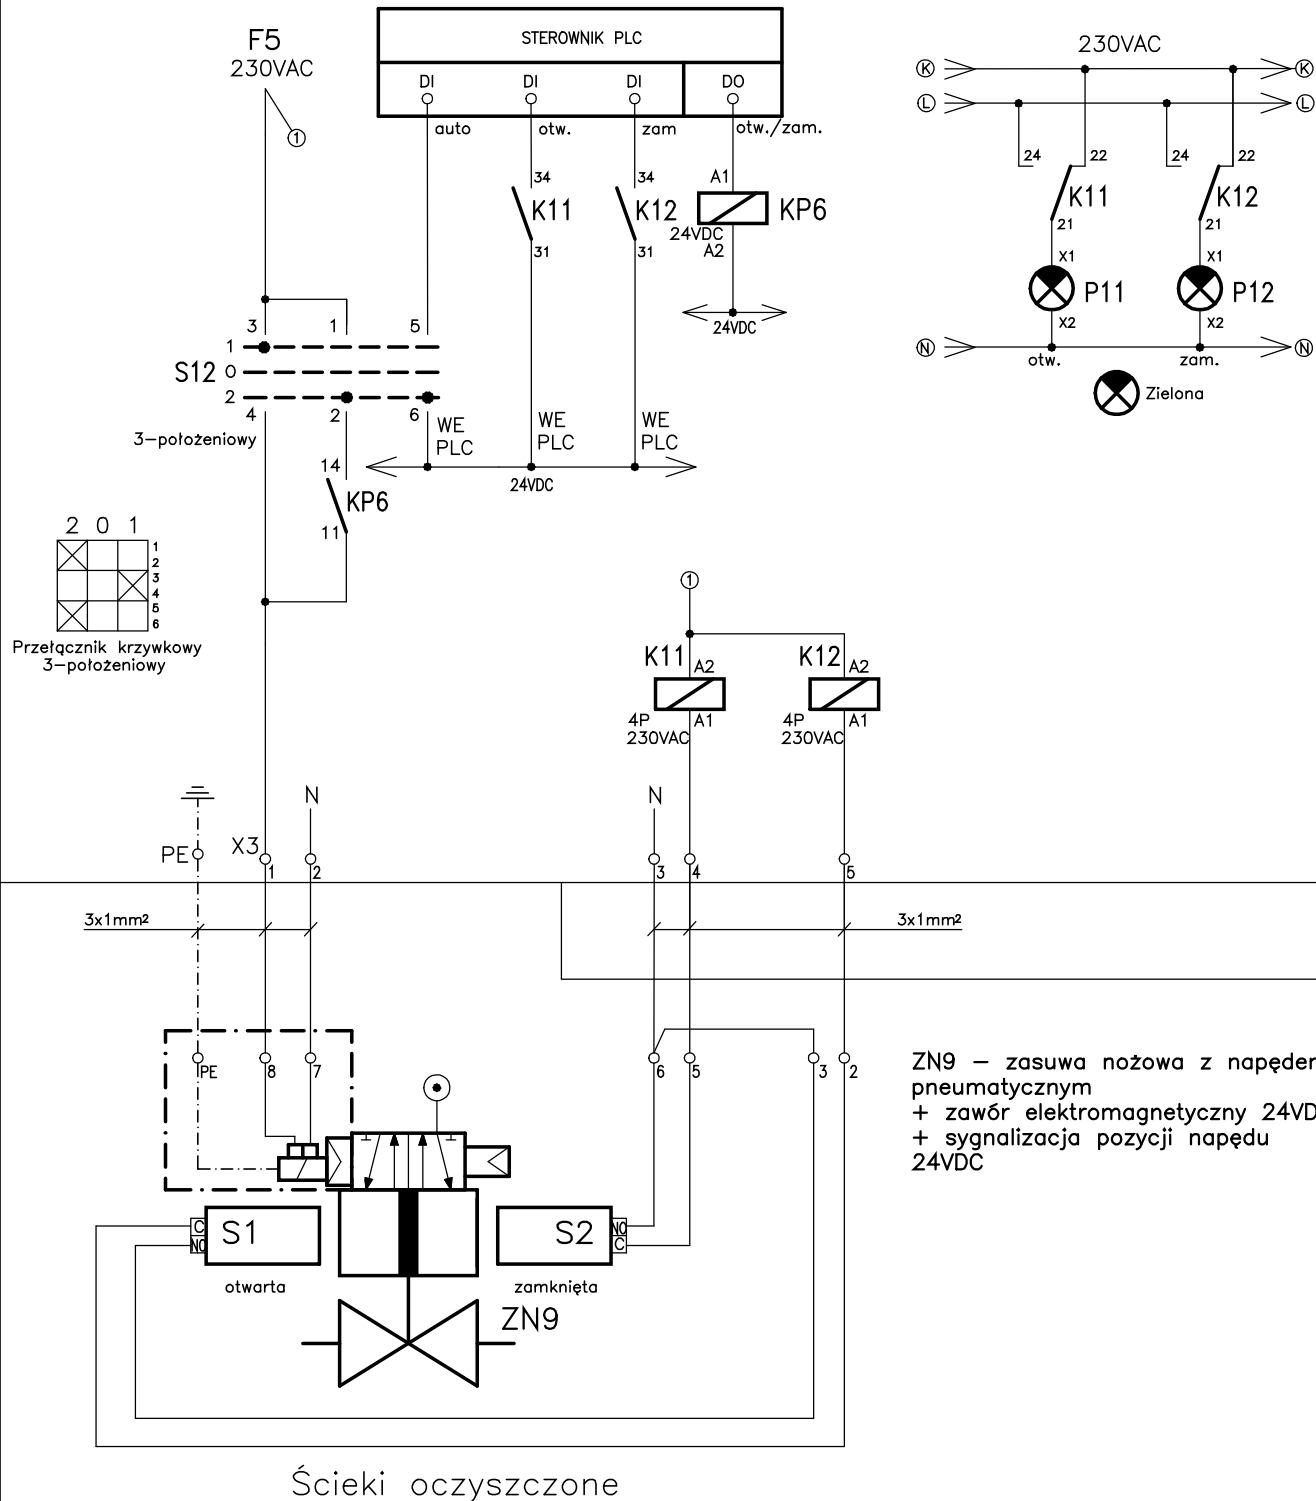 F5
230VAC
1
STEROWNIK PLC
DI DI DI DO
auto otw. zam otw./zam.
34 34 A1
K11 K12 KP6
24VDC
31 31 A2
24VDC
230VAC
K K
L L
24 22 24 22
K11 K12
21 21
X1 X1
P11 P12
X2 X2
N N
otw. zam.
Zielona
3 1 5
1
S12 0
2
4 2 6
3-położeniowy
WE PLC
WE PLC
WE PLC
24VDC
14
KP6
11
2 0 1
1
2
3
4
5
6
Przełącznik krzywkowy
3-położeniowy
1
K11 A2 K12 A2
4P A1 4P A1
230VAC 230VAC
N N
PE X3
1 2 3 4 5
3x1mm² 3x1mm²
PE 8 7 6 5 3 2
ZN9 – zasuwa nożowa z napędem
pneumatycznym
+ zawór elektromagnetyczny 24VD
+ sygnalizacja pozycji napędu
24VDC
C S1 S2 NO
NO C
otwarta zamknięta
ZN9
Ścieki oczyszczone